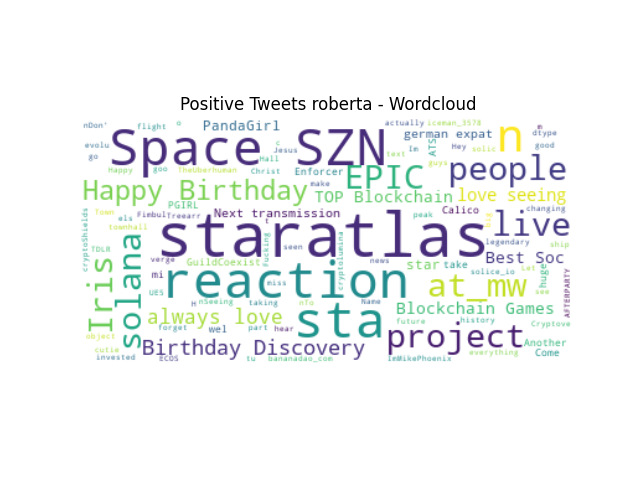 Positive Tweets roberta - Wordcloud
nDon'
flight
o
PandaGirl
actually
iceman_3578
m
dtype
evolu
go
Space SZN
c
Jesus
german expat
ATS
Im
Hey
solic
n
good
Happy
goo
TheUberhuman
Hall
Christ
Enforcer
text
guys
EPIC
people
Happy Birthday
make
TOP Blockchain
love seeing
PGIRL
Town
els
Fimbul
Treearr
Next transmission
t
peak
Calico
big
changing
townhall
staratlas
live
cryptoShields
Iris
solana
TDLR
verge
GuildCoexist
fucking
seen
cryptolumina
news
star
take
legendary
ship
Best Soc
mi
reaction
miss
solice_io
Let
huge
see
AFTERPARTY
UES
H
nSeeing
taking
nfo
Name
at_mw
object
always love
sta
Blockchain Games
forget
wel
part
hear
future
history
Cryptove
project
Another
cutie
Birthday Discovery
everything
Come
invested
ECOS
tu
bananadao_com
ImMikePhoenix